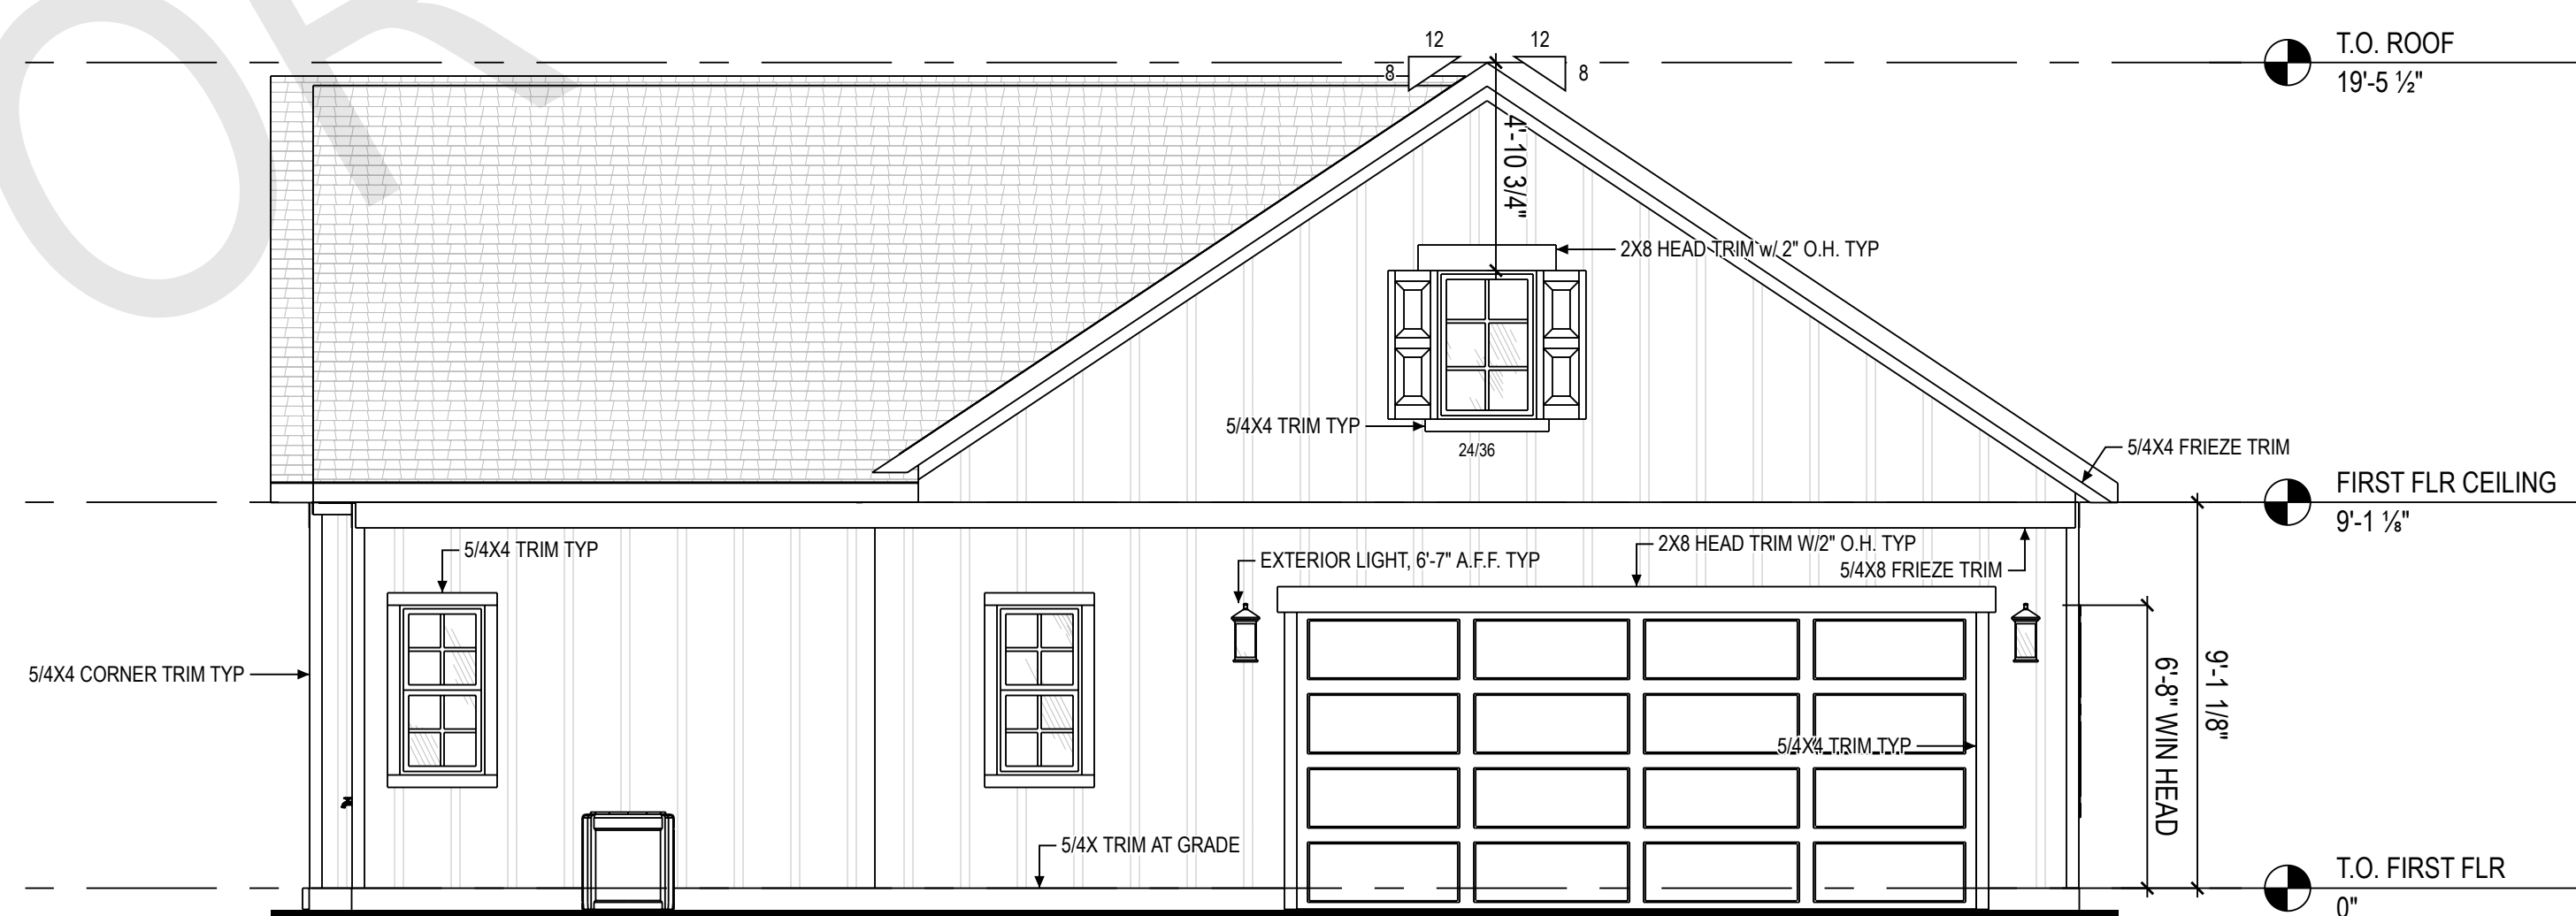 OR
12
12
8
8
T.O. ROOF
19'-5 ½"
4'-10 3/4"
2X8 HEAD TRIM w/ 2" O.H. TYP
5/4X4 TRIM TYP
24/36
5/4X4 FRIEZE TRIM
FIRST FLR CEILING
9'-1 ⅛"
5/4X4 TRIM TYP
EXTERIOR LIGHT, 6'-7" A.F.F. TYP
2X8 HEAD TRIM W/2" O.H. TYP
5/4X8 FRIEZE TRIM
5/4X4 CORNER TRIM TYP
5/4X4 TRIM TYP
6'-8" WIN HEAD
9'-1 1/8"
5/4X TRIM AT GRADE
T.O. FIRST FLR
0"